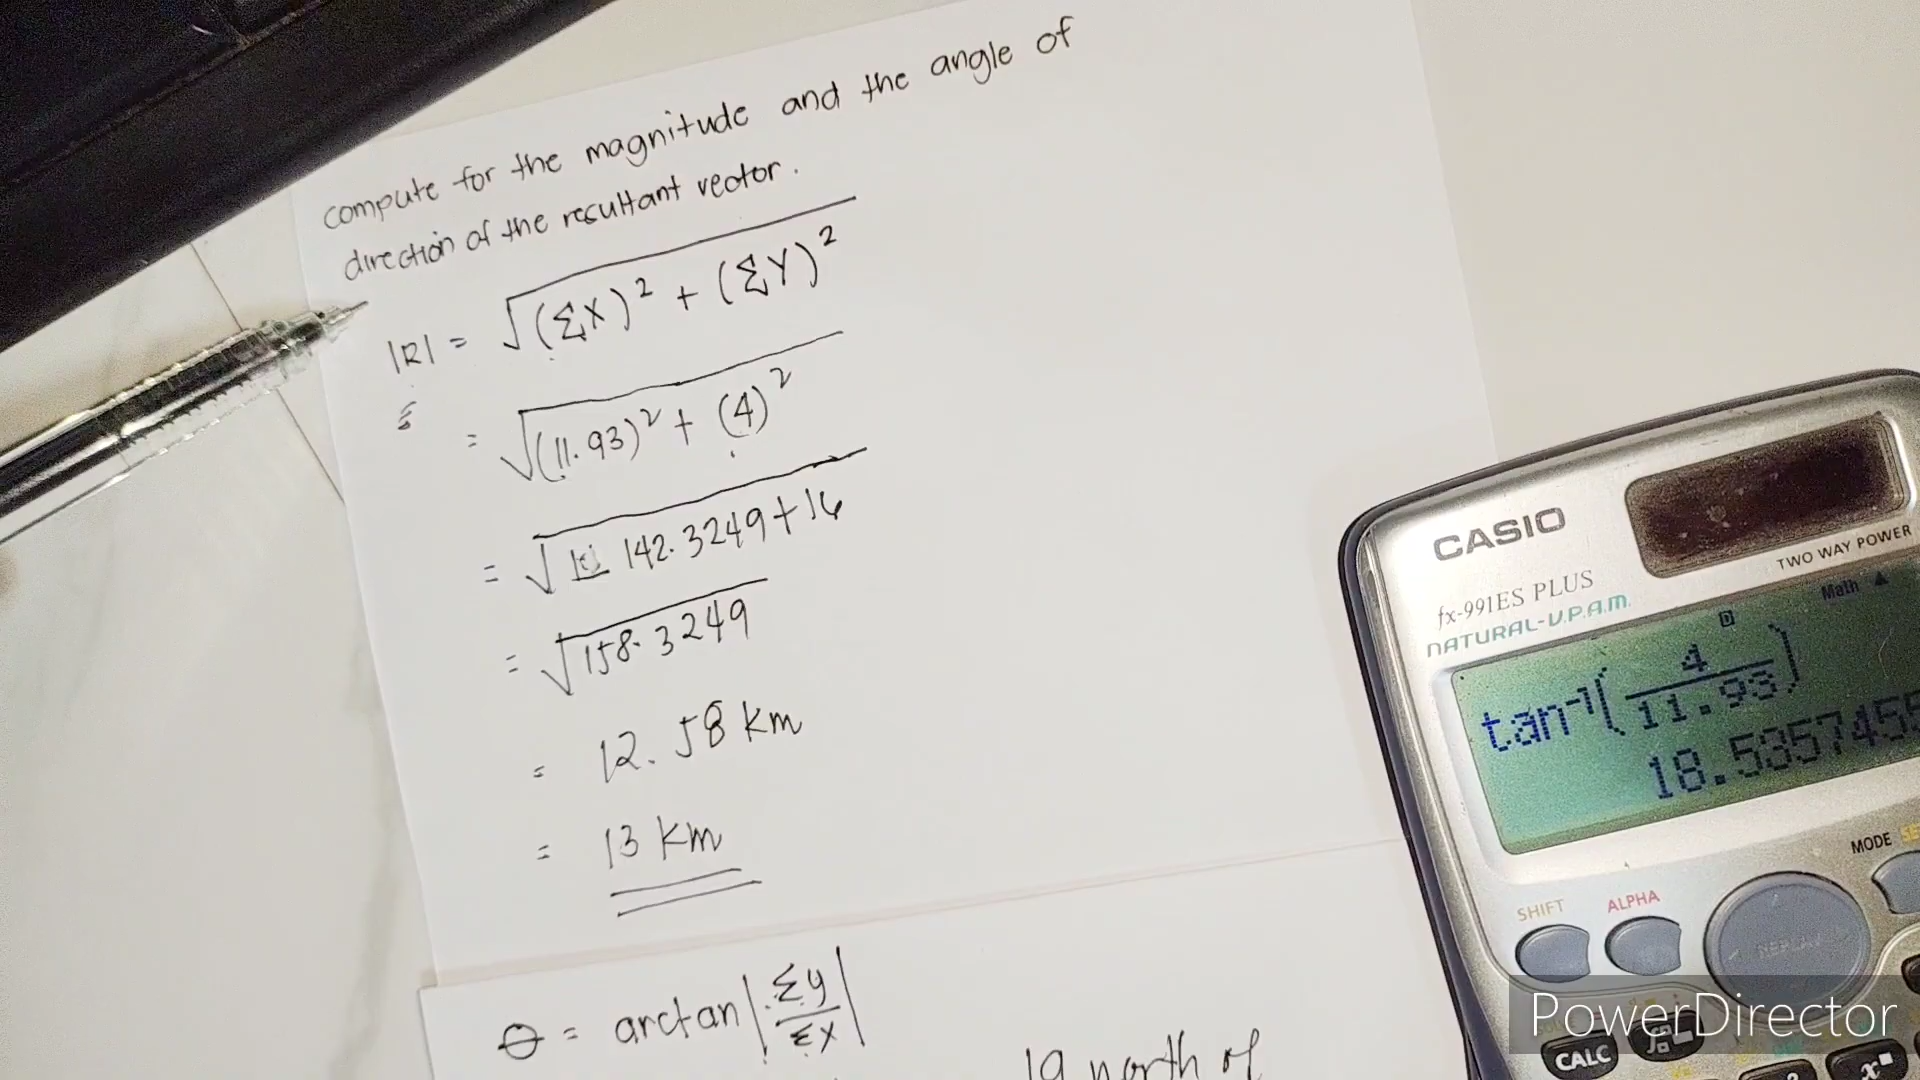 compute for the magnitude and the angle of
direction of the resultant vector.
|R| = √(ΣX)² + (ΣY)²
= √(11.93)² + (4)²
= √142.3249+16
= √158.3249
= 12.58 km
= 13 km
θ = arctan |Σy/Σx|
19 north of
CASIO
TWO WAY POWER
fx-991ES PLUS
NATURAL-V.P.A.M.
D Math ▲
tan⁻¹(4/11.93)
18.5357455
MODE
SHIFT ALPHA
REPLAY
CALC
PowerDirector